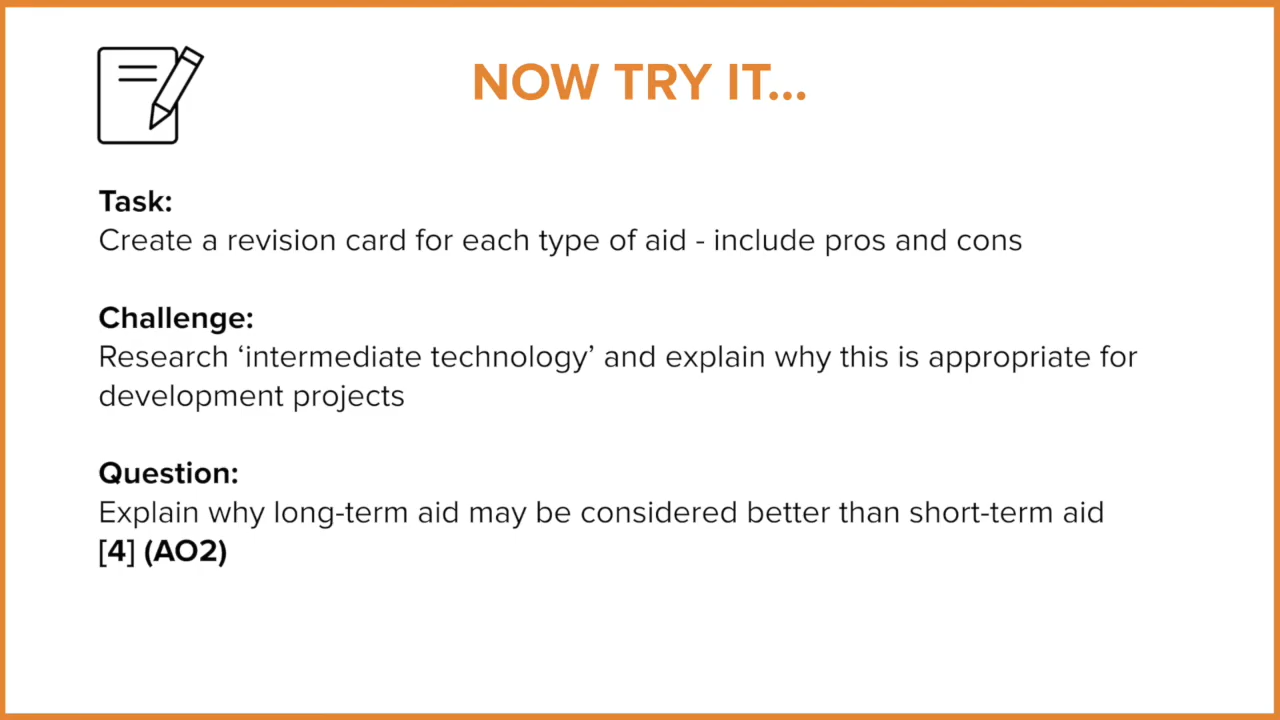 NOW TRY IT...
Task:
Create a revision card for each type of aid - include pros and cons
Challenge:
Research ‘intermediate technology’ and explain why this is appropriate for
development projects
Question:
Explain why long-term aid may be considered better than short-term aid
[4] (AO2)